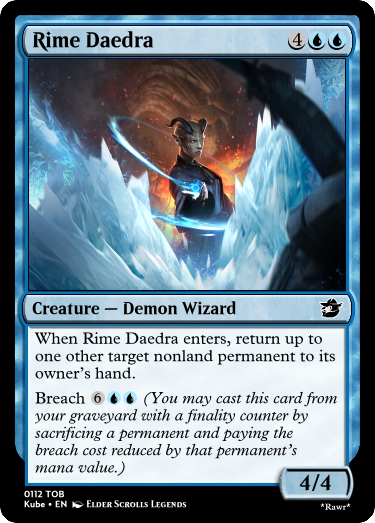 Rime Daedra 4
Creature — Demon Wizard
When Rime Daedra enters, return up to
one other target nonland permanent to its
owner's hand.
Breach 6 (You may cast this card from
your graveyard with a finality counter by
sacrificing a permanent and paying the
breach cost reduced by that permanent's
mana value.)
4/4
0112 TOB
Kube • EN Elder Scrolls Legends
*Rawr*